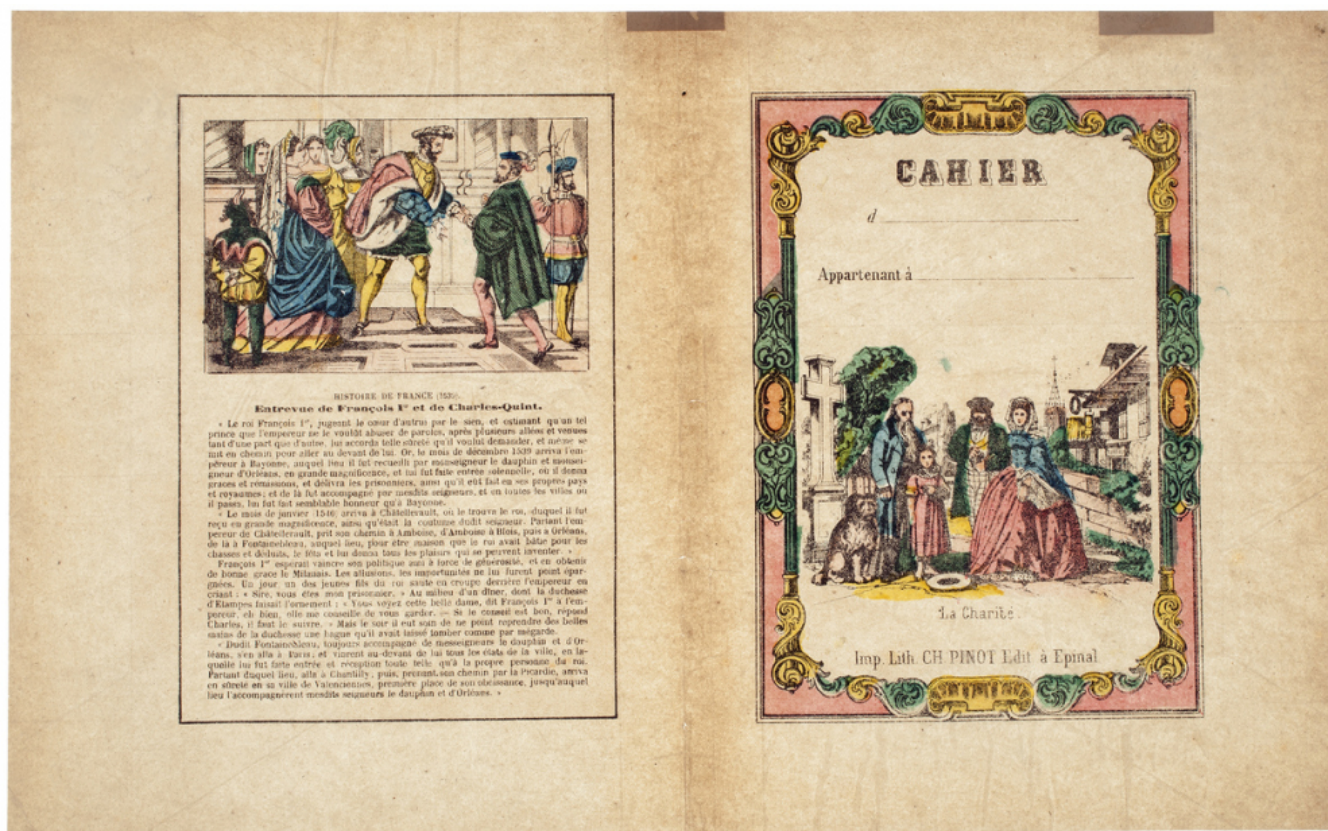 HISTOIRE DE FRANCE (1539).
Entrevue de François Iᵉʳ et de Charles-Quint.
« Le roi François Iᵉʳ, jugeant le cœur d'autrui par le sien, et estimant qu'un tel
prince que l'empereur ne le voulût abuser de paroles, après plusieurs allées et venues
tant d'une part que d'autre, lui accorda telle sûreté qu'il voulut demander, et même se
mit en chemin pour aller au devant de lui. Or, le mois de décembre 1539 arriva l'em-
pereur à Bayonne, auquel lieu il fut recueilli par monseigneur le dauphin et monsei-
gneur d'Orléans, en grande magnificence, et lui fut faite entrée solennelle, où il donna
graces et rémissions, et délivra les prisonniers, ainsi qu'il eut fait en ses propres pays
et royaumes; et de là fut accompagné par mesdits seigneurs, et en toutes les villes où
il passa, lui fut fait semblable honneur qu'à Bayonne.
« Le mois de janvier 1540, arriva à Châtellerault, où le trouva le roi, duquel il fut
reçu en grande magnificence, ainsi qu'était la coutume dudit seigneur. Partant l'em-
pereur de Châtellerault, prit son chemin à Amboise, d'Amboise à Blois, puis à Orléans,
de là à Fontainebleau, auquel lieu, pour être maison que le roi avait bâtie pour les
chasses et déduits, le fêta et lui donna tous les plaisirs qui se peuvent inventer. »
François Iᵉʳ espérait vaincre son politique ami à force de générosité, et en obtenir
de bonne grace le Milanais. Les allusions, les importunités ne lui furent point épar-
gnées. Un jour un des jeunes fils du roi saute en croupe derrière l'empereur en
criant : « Sire, vous êtes mon prisonnier. » Au milieu d'un dîner, dont la duchesse
d'Etampes faisait l'ornement : « Vous voyez cette belle dame, dit François Iᵉʳ à l'em-
pereur, eh bien, elle me conseille de vous garder. — Si le conseil est bon, répond
Charles, il faut le suivre. » Mais le soir il eut soin de ne point reprendre des belles
mains de la duchesse une bague qu'il avait laissé tomber comme par mégarde.
« Dudit Fontainebleau, toujours accompagné de messeigneurs le dauphin et d'Or-
léans, s'en alla à Paris, et vinrent au-devant de lui tous les états de la ville, en la-
quelle lui fut faite entrée et réception toute telle qu'à la propre personne du roi.
Partant duquel lieu, alla à Chantilly, puis, prenant son chemin par la Picardie, arriva
en sûreté en sa ville de Valenciennes, première place de son obéissance, jusqu'auquel
lieu l'accompagnèrent mesdits seigneurs le dauphin et d'Orléans. »
CAHIER
d
Appartenant à
La Charité.
Imp. Lith. CH PINOT Edit à Epinal